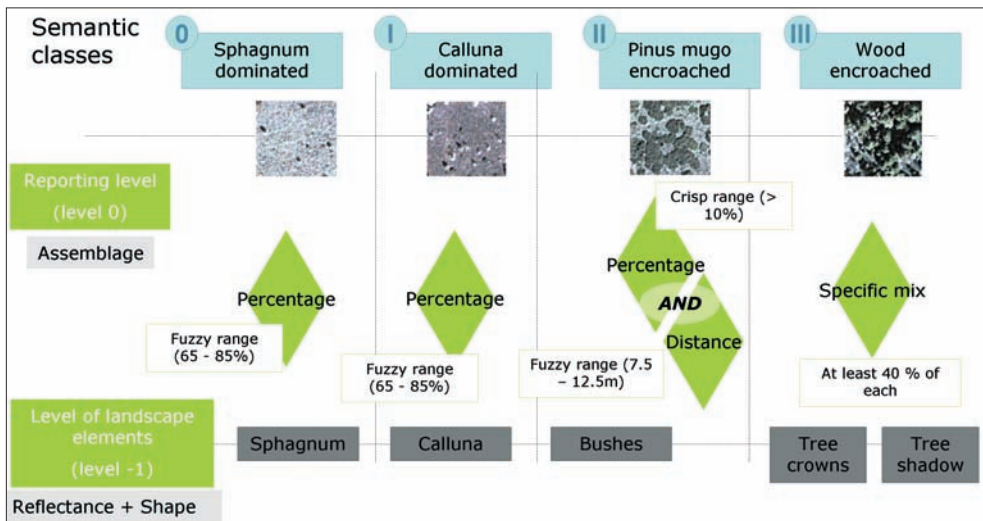 Semantic
classes
0
Sphagnum
dominated
I
Calluna
dominated
II
Pinus mugo
encroached
III
Wood
encroached
Reporting level
(level 0)
Assemblage
Percentage
Fuzzy range
(65 - 85%)
Percentage
Fuzzy range
(65 - 85%)
Crisp range (>
10%)
Percentage
AND
Distance
Fuzzy range (7.5
– 12.5m)
Specific mix
At least 40 % of
each
Level of landscape
elements
(level -1)
Reflectance + Shape
Sphagnum
Calluna
Bushes
Tree
crowns
Tree
shadow